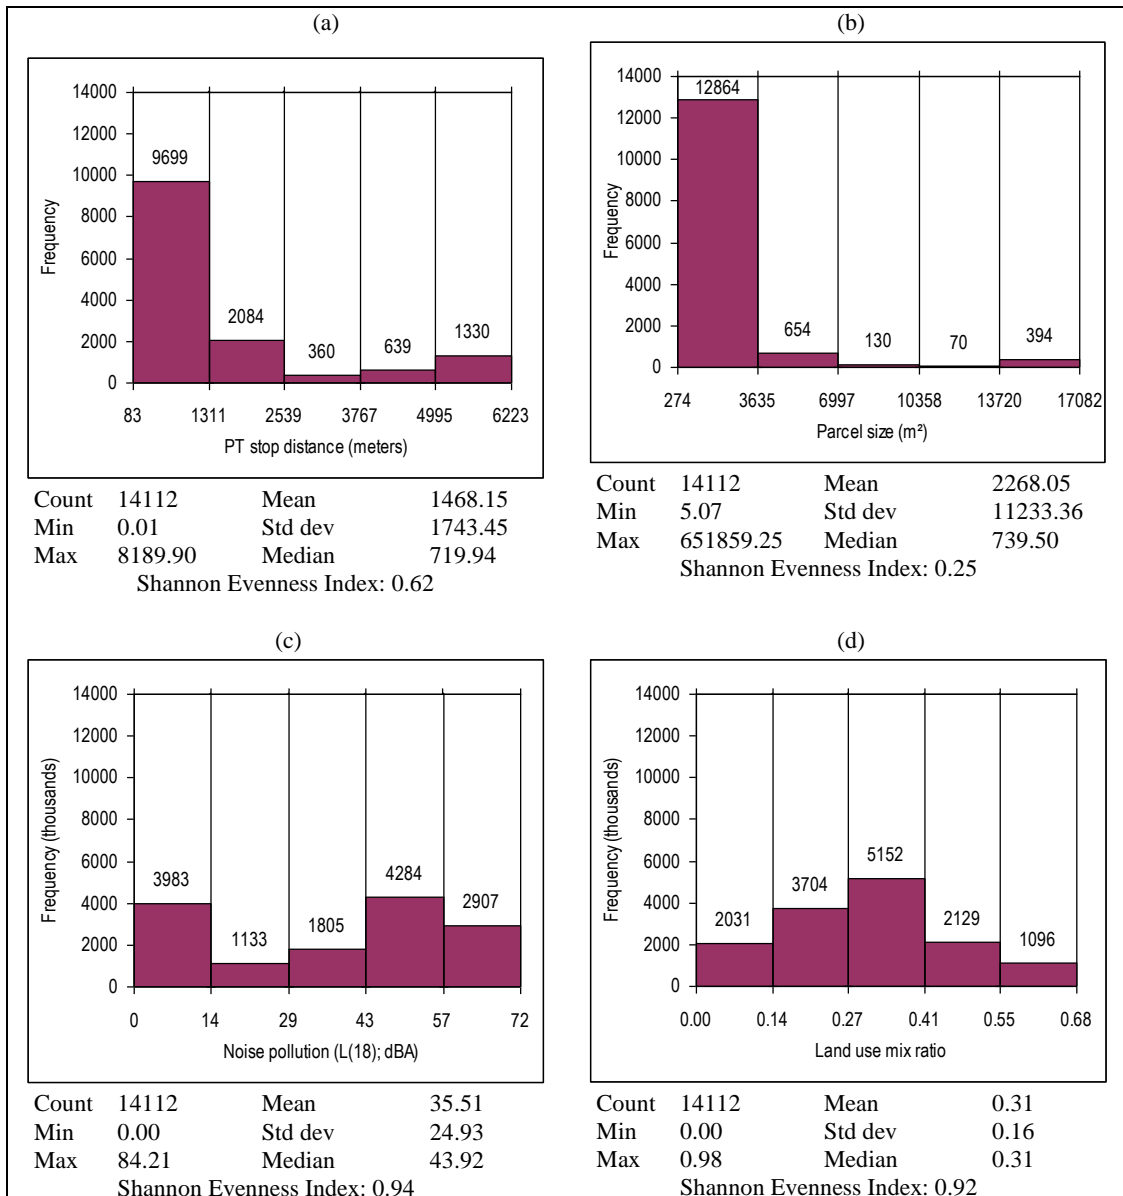 (a)
14000
12000
10000
8000
6000
4000
2000
0
Frequency
9699
2084
360
639
1330
83 1311 2539 3767 4995 6223
PT stop distance (meters)
Count 14112 Mean 1468.15
Min 0.01 Std dev 1743.45
Max 8189.90 Median 719.94
Shannon Evenness Index: 0.62
(b)
14000
12000
10000
8000
6000
4000
2000
0
Frequency
12864
654
130
70
394
274 3635 6997 10358 13720 17082
Parcel size (m²)
Count 14112 Mean 2268.05
Min 5.07 Std dev 11233.36
Max 651859.25 Median 739.50
Shannon Evenness Index: 0.25
(c)
14000
12000
10000
8000
6000
4000
2000
0
Frequency (thousands)
3983
1133
1805
4284
2907
0 14 29 43 57 72
Noise pollution (L(18); dBA)
Count 14112 Mean 35.51
Min 0.00 Std dev 24.93
Max 84.21 Median 43.92
Shannon Evenness Index: 0.94
(d)
14000
12000
10000
8000
6000
4000
2000
0
Frequency (thousands)
2031
3704
5152
2129
1096
0.00 0.14 0.27 0.41 0.55 0.68
Land use mix ratio
Count 14112 Mean 0.31
Min 0.00 Std dev 0.16
Max 0.98 Median 0.31
Shannon Evenness Index: 0.92